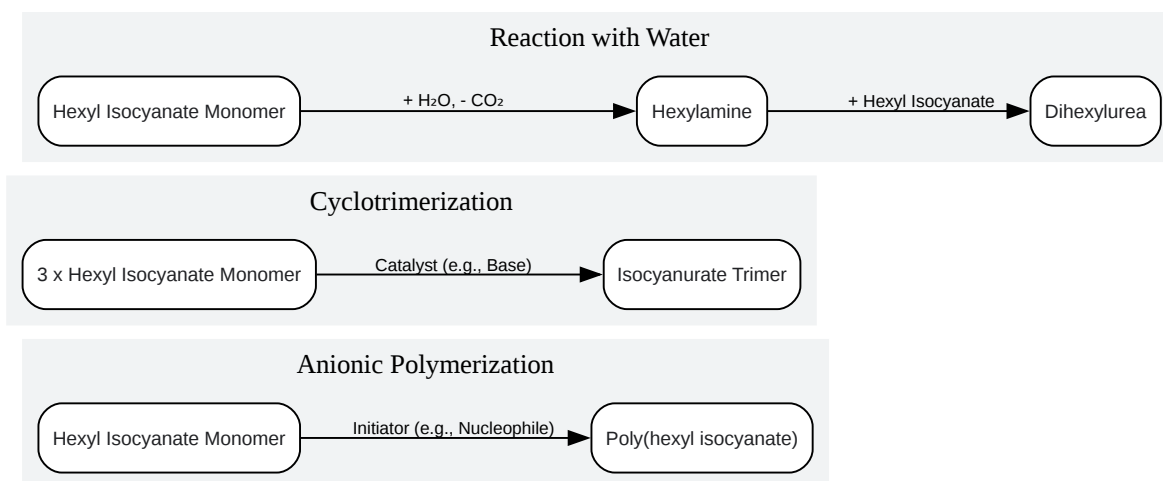 Reaction with Water
Hexyl Isocyanate Monomer
+ H₂O, - CO₂
Hexylamine
+ Hexyl Isocyanate
Dihexylurea
Cyclotrimerization
3 x Hexyl Isocyanate Monomer
Catalyst (e.g., Base)
Isocyanurate Trimer
Anionic Polymerization
Hexyl Isocyanate Monomer
Initiator (e.g., Nucleophile)
Poly(hexyl isocyanate)